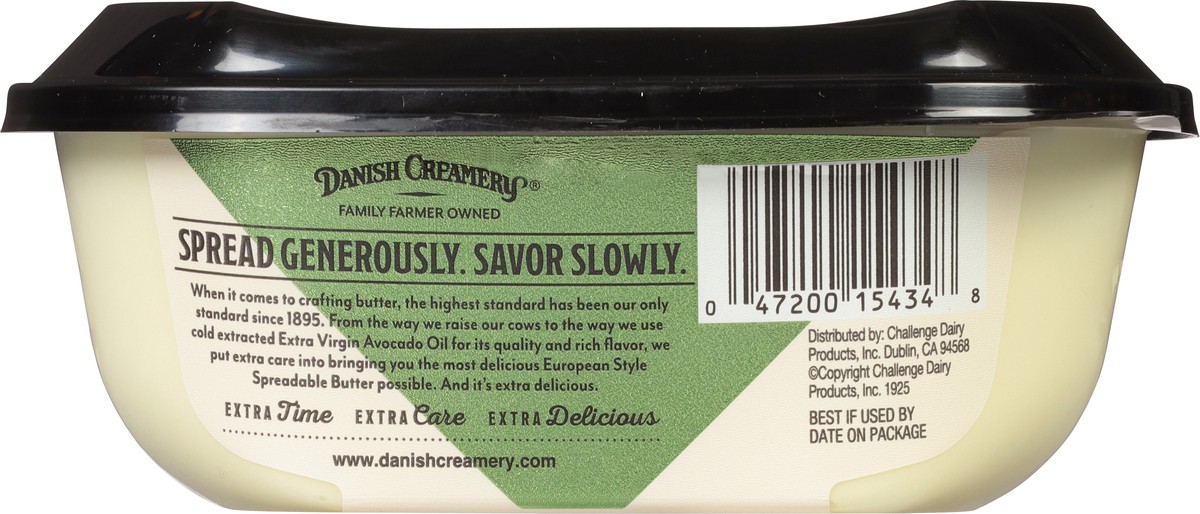 DANISH CREAMERY®
FAMILY FARMER OWNED
SPREAD GENEROUSLY. SAVOR SLOWLY.
When it comes to crafting butter, the highest standard has been our only
standard since 1895. From the way we raise our cows to the way we use
cold extracted Extra Virgin Avocado Oil for its quality and rich flavor, we
put extra care into bringing you the most delicious European Style
Spreadable Butter possible. And it's extra delicious.
EXTRA Time EXTRA Care EXTRA Delicious
www.danishcreamery.com
0 47200 15434 8
Distributed by: Challenge Dairy
Products, Inc. Dublin, CA 94568
©Copyright Challenge Dairy
Products, Inc. 1925
BEST IF USED BY
DATE ON PACKAGE